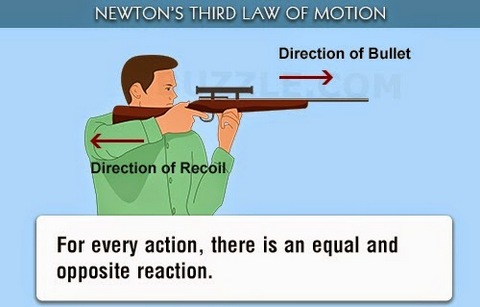 NEWTON'S THIRD LAW OF MOTION
Direction of Bullet
Direction of Recoil
For every action, there is an equal and
opposite reaction.